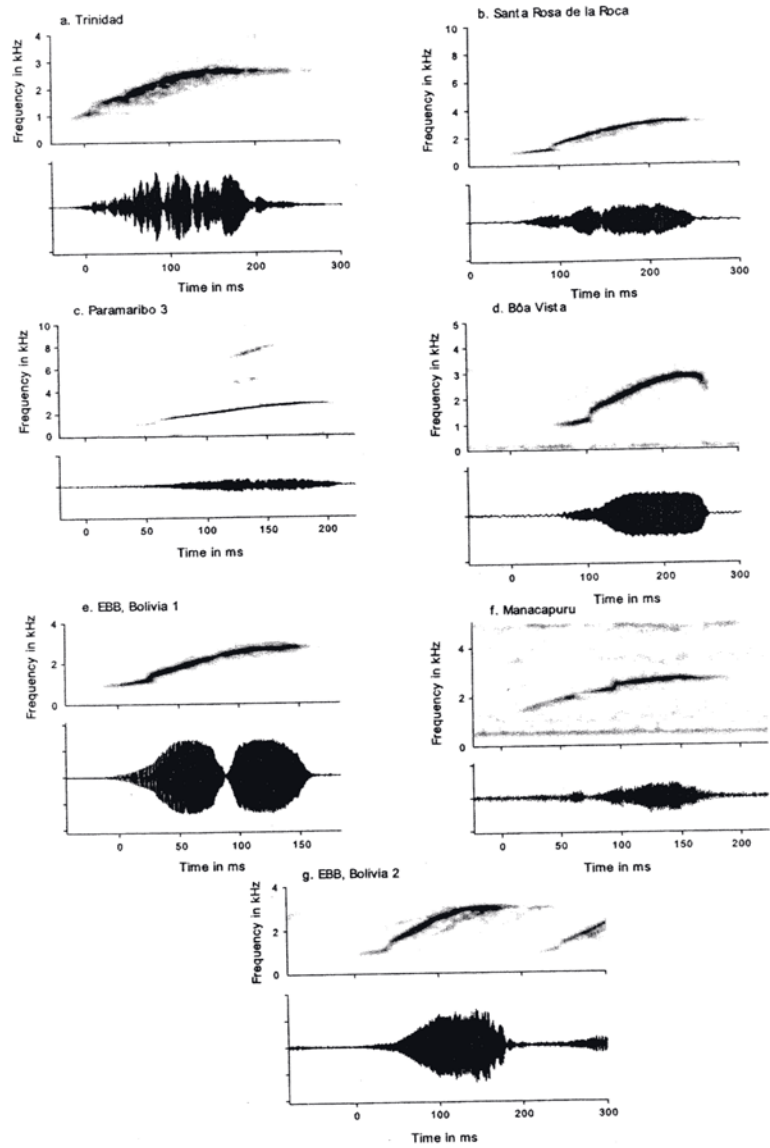 a. Trinidad
Frequency in kHz
4
3
2
1
0
0 100 200 300
Time in ms
b. Santa Rosa de la Roca
Frequency in kHz
10
8
6
4
2
0
0 100 200 300
Time in ms
c. Paramaribo 3
Frequency in kHz
10
8
6
4
2
0
0 50 100 150 200
Time in ms
d. Bôa Vista
Frequency in kHz
5
4
3
2
1
0
0 100 200 300
Time in ms
e. EBB, Bolivia 1
Frequency in kHz
4
2
0
0 50 100 150
Time in ms
f. Manacapuru
Frequency in kHz
4
2
0
0 50 100 150 200
Time in ms
g. EBB, Bolivia 2
Frequency in kHz
4
2
0
0 100 200 300
Time in ms